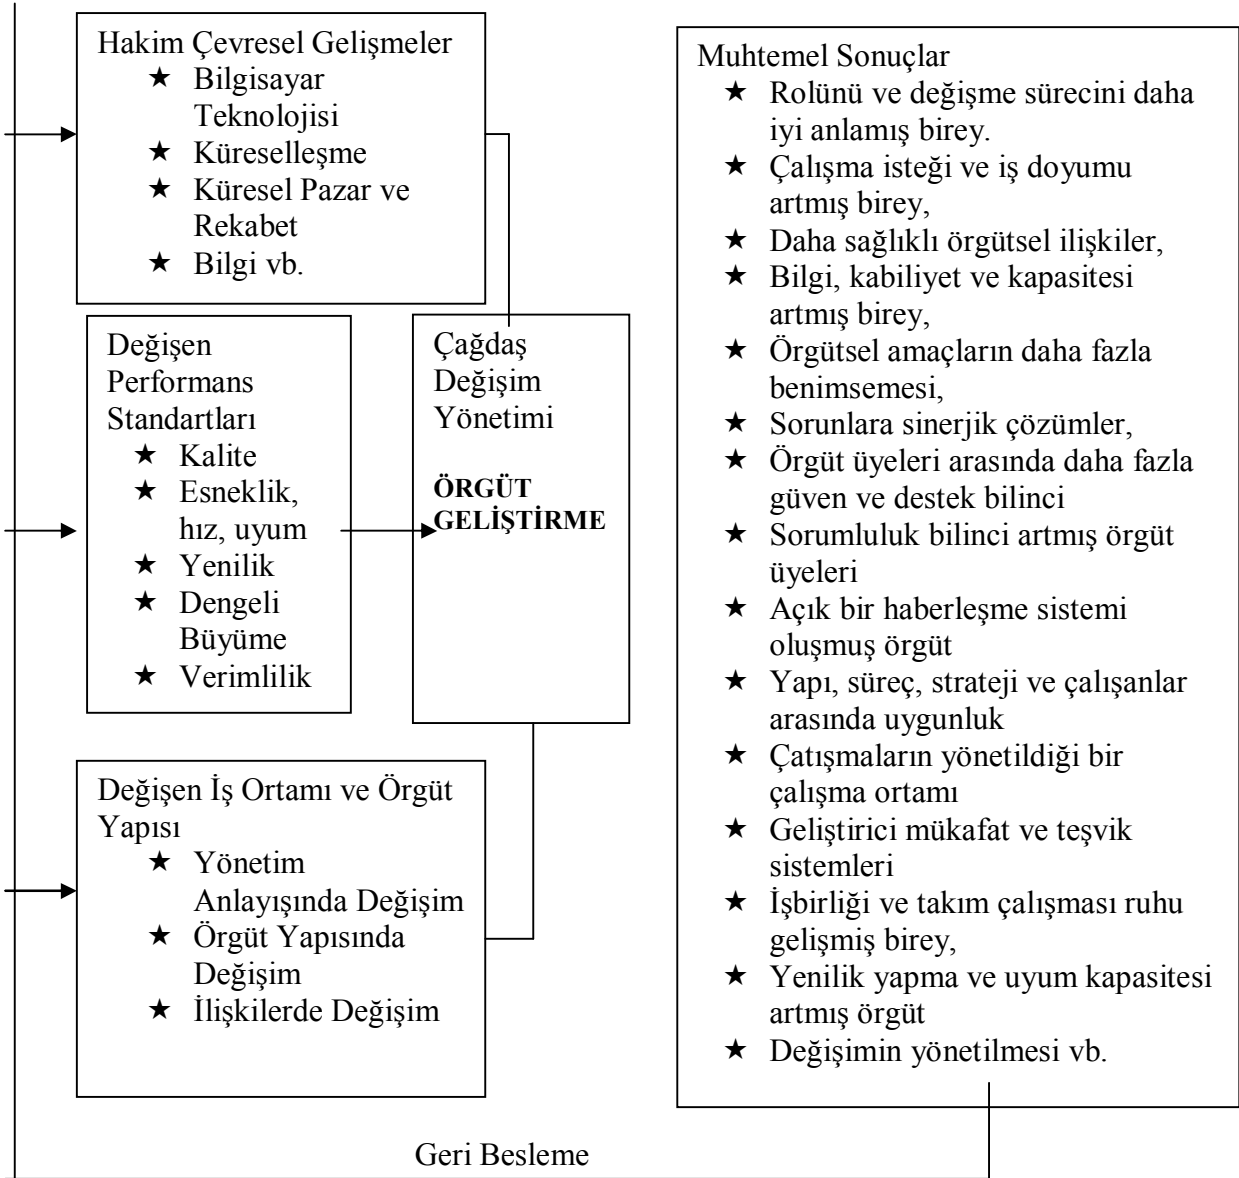 Hakim Çevresel Gelişmeler
★ Bilgisayar
Teknolojisi
★ Küreselleşme
★ Küresel Pazar ve
Rekabet
★ Bilgi vb.
Değişen
Performans
Standartları
★ Kalite
★ Esneklik,
hız, uyum
★ Yenilik
★ Dengeli
Büyüme
★ Verimlilik
Çağdaş
Değişim
Yönetimi
ÖRGÜT
GELİŞTİRME
Değişen İş Ortamı ve Örgüt
Yapısı
★ Yönetim
Anlayışında Değişim
★ Örgüt Yapısında
Değişim
★ İlişkilerde Değişim
Muhtemel Sonuçlar
★ Rolünü ve değişme sürecini daha
iyi anlamış birey.
★ Çalışma isteği ve iş doyumu
artmış birey,
★ Daha sağlıklı örgütsel ilişkiler,
★ Bilgi, kabiliyet ve kapasitesi
artmış birey,
★ Örgütsel amaçların daha fazla
benimsemesi,
★ Sorunlara sinerjik çözümler,
★ Örgüt üyeleri arasında daha fazla
güven ve destek bilinci
★ Sorumluluk bilinci artmış örgüt
üyeleri
★ Açık bir haberleşme sistemi
oluşmuş örgüt
★ Yapı, süreç, strateji ve çalışanlar
arasında uygunluk
★ Çatışmaların yönetildiği bir
çalışma ortamı
★ Geliştirici mükafat ve teşvik
sistemleri
★ İşbirliği ve takım çalışması ruhu
gelişmiş birey,
★ Yenilik yapma ve uyum kapasitesi
artmış örgüt
★ Değişimin yönetilmesi vb.
Geri Besleme